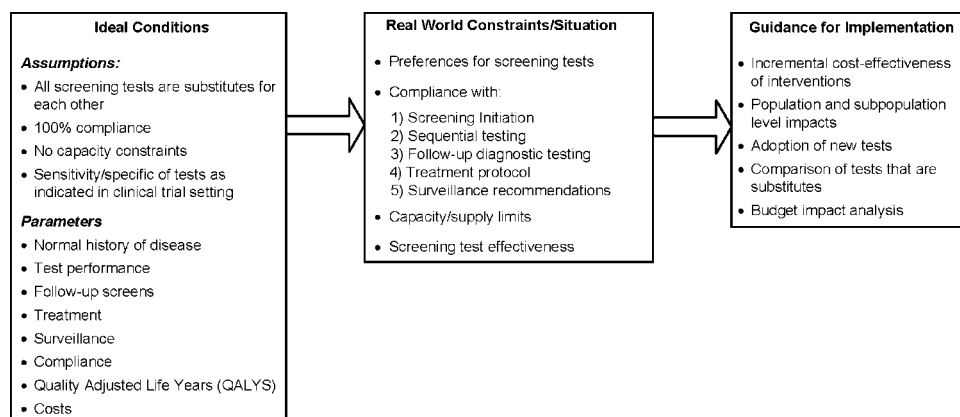 Ideal Conditions
Assumptions:
• All screening tests are substitutes for
each other
• 100% compliance
• No capacity constraints
• Sensitivity/specific of tests as
indicated in clinical trial setting
Parameters
• Normal history of disease
• Test performance
• Follow-up screens
• Treatment
• Surveillance
• Compliance
• Quality Adjusted Life Years (QALYS)
• Costs
Real World Constraints/Situation
• Preferences for screening tests
• Compliance with:
1) Screening Initiation
2) Sequential testing
3) Follow-up diagnostic testing
4) Treatment protocol
5) Surveillance recommendations
• Capacity/supply limits
• Screening test effectiveness
Guidance for Implementation
• Incremental cost-effectiveness
of interventions
• Population and subpopulation
level impacts
• Adoption of new tests
• Comparison of tests that are
substitutes
• Budget impact analysis